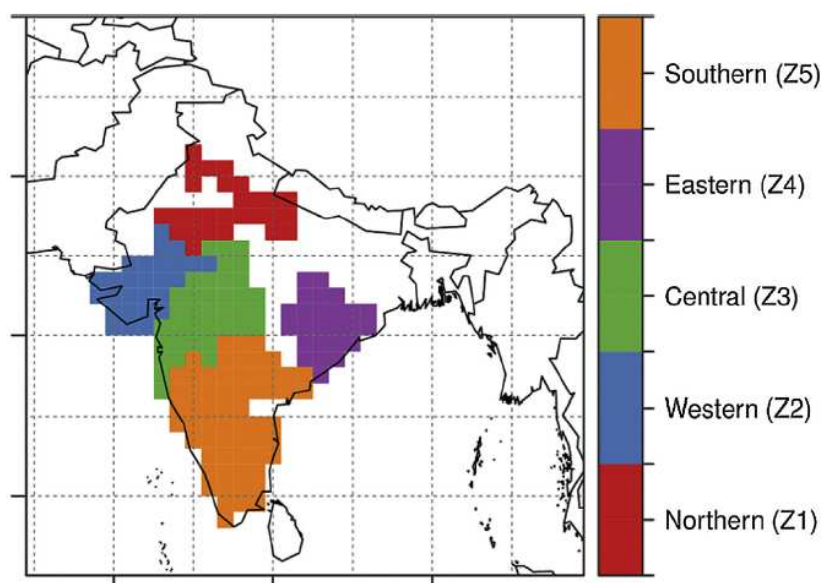 Southern (Z5)
Eastern (Z4)
Central (Z3)
Western (Z2)
Northern (Z1)